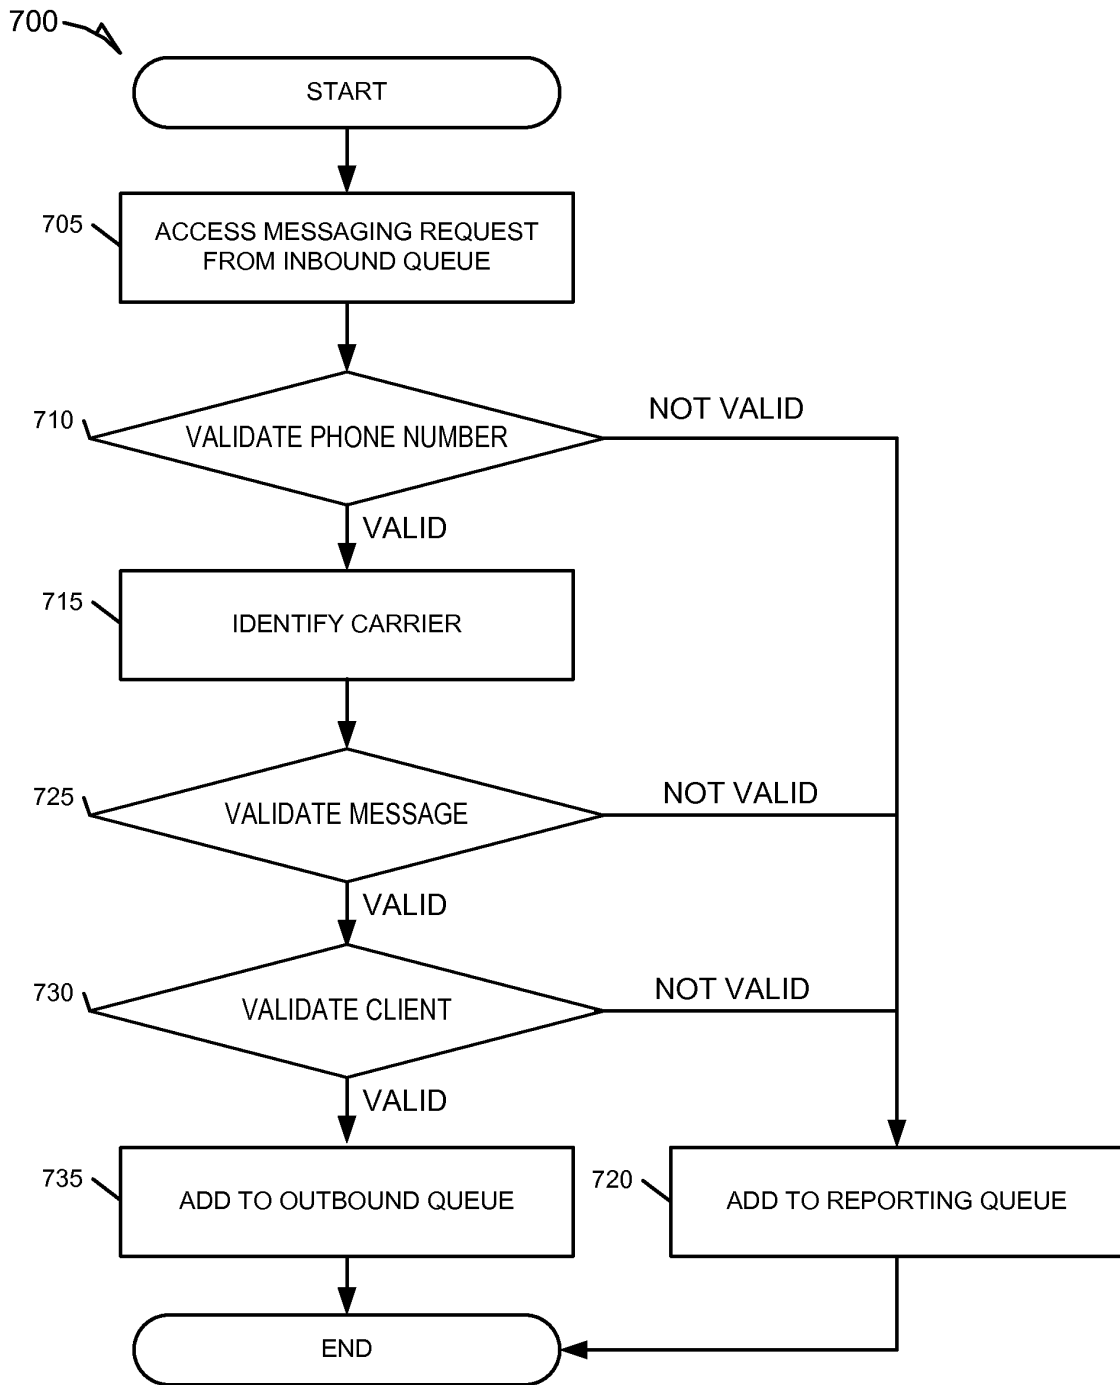 700
START
705
ACCESS MESSAGING REQUEST
FROM INBOUND QUEUE
710
VALIDATE PHONE NUMBER
NOT VALID
VALID
715
IDENTIFY CARRIER
725
VALIDATE MESSAGE
NOT VALID
VALID
730
VALIDATE CLIENT
NOT VALID
VALID
735
ADD TO OUTBOUND QUEUE
720
ADD TO REPORTING QUEUE
END